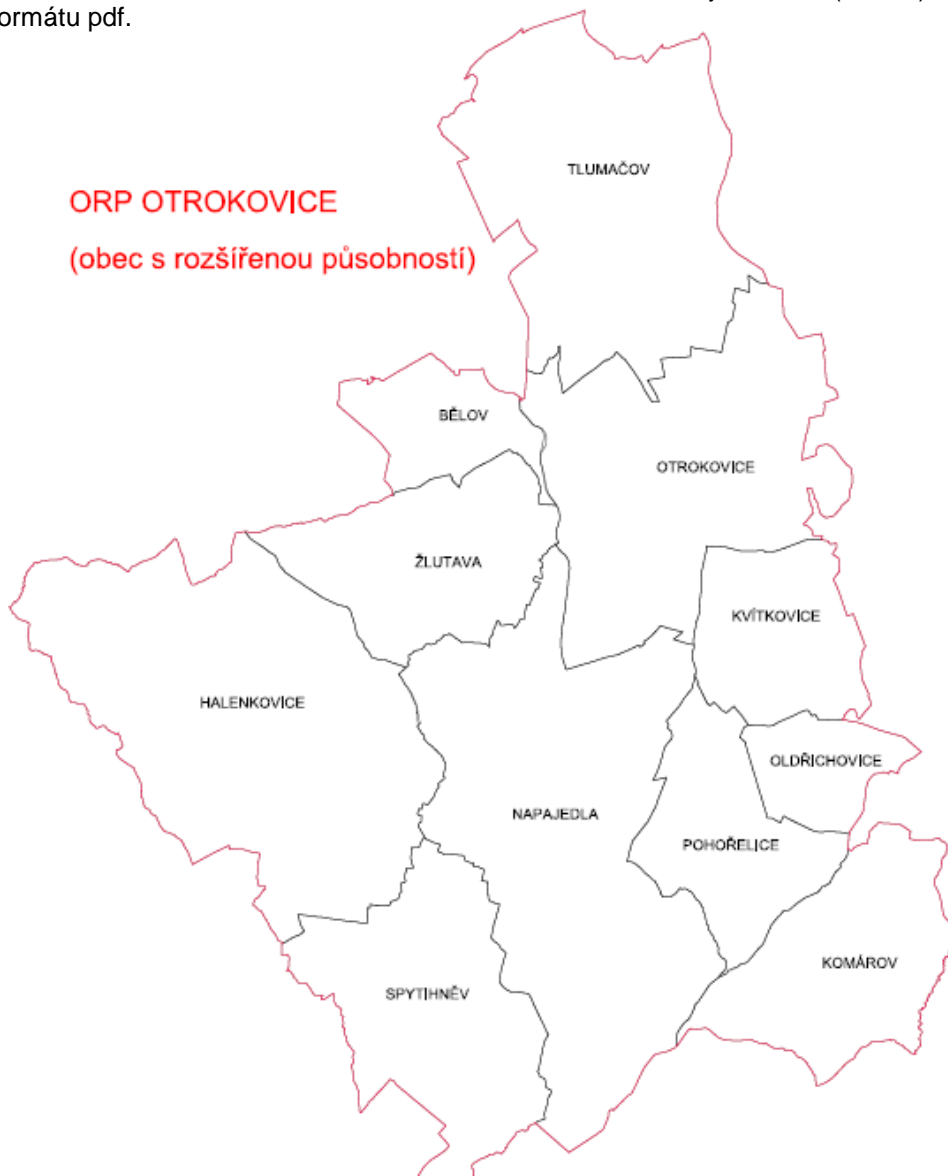 ormátu pdf.
TLUMAČOV
ORP OTROKOVICE
(obec s rozšířenou působností)
BĚLOV
OTROKOVICE
ŽLUTAVA
KVÍTKOVICE
HALENKOVICE
OLDŘICHOVICE
NAPAJEDLA
POHOŘELICE
KOMÁROV
SPYTIHNĚV